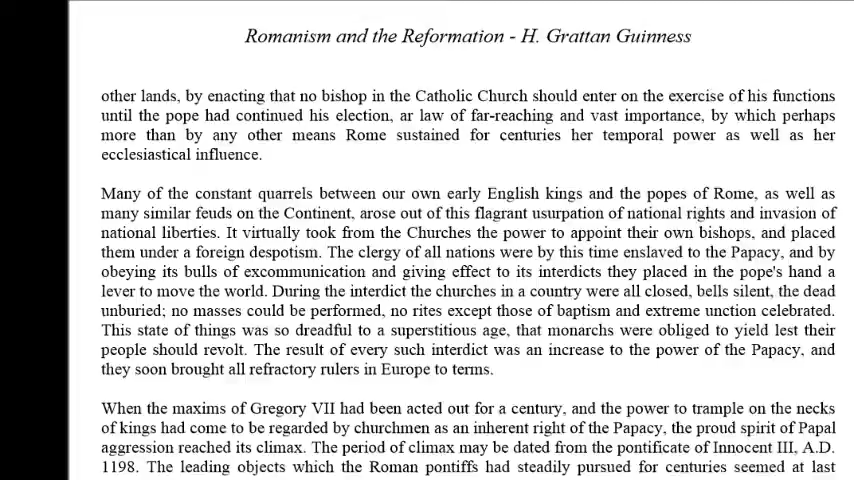 Romanism and the Reformation - H. Grattan Guinness
other lands, by enacting that no bishop in the Catholic Church should enter on the exercise of his functions
until the pope had continued his election, ar law of far-reaching and vast importance, by which perhaps
more than by any other means Rome sustained for centuries her temporal power as well as her
ecclesiastical influence.
Many of the constant quarrels between our own early English kings and the popes of Rome, as well as
many similar feuds on the Continent, arose out of this flagrant usurpation of national rights and invasion of
national liberties. It virtually took from the Churches the power to appoint their own bishops, and placed
them under a foreign despotism. The clergy of all nations were by this time enslaved to the Papacy, and by
obeying its bulls of excommunication and giving effect to its interdicts they placed in the pope's hand a
lever to move the world. During the interdict the churches in a country were all closed, bells silent, the dead
unburied; no masses could be performed, no rites except those of baptism and extreme unction celebrated.
This state of things was so dreadful to a superstitious age, that monarchs were obliged to yield lest their
people should revolt. The result of every such interdict was an increase to the power of the Papacy, and
they soon brought all refractory rulers in Europe to terms.
When the maxims of Gregory VII had been acted out for a century, and the power to trample on the necks
of kings had come to be regarded by churchmen as an inherent right of the Papacy, the proud spirit of Papal
aggression reached its climax. The period of climax may be dated from the pontificate of Innocent III, A.D.
1198. The leading objects which the Roman pontiffs had steadily pursued for centuries seemed at last